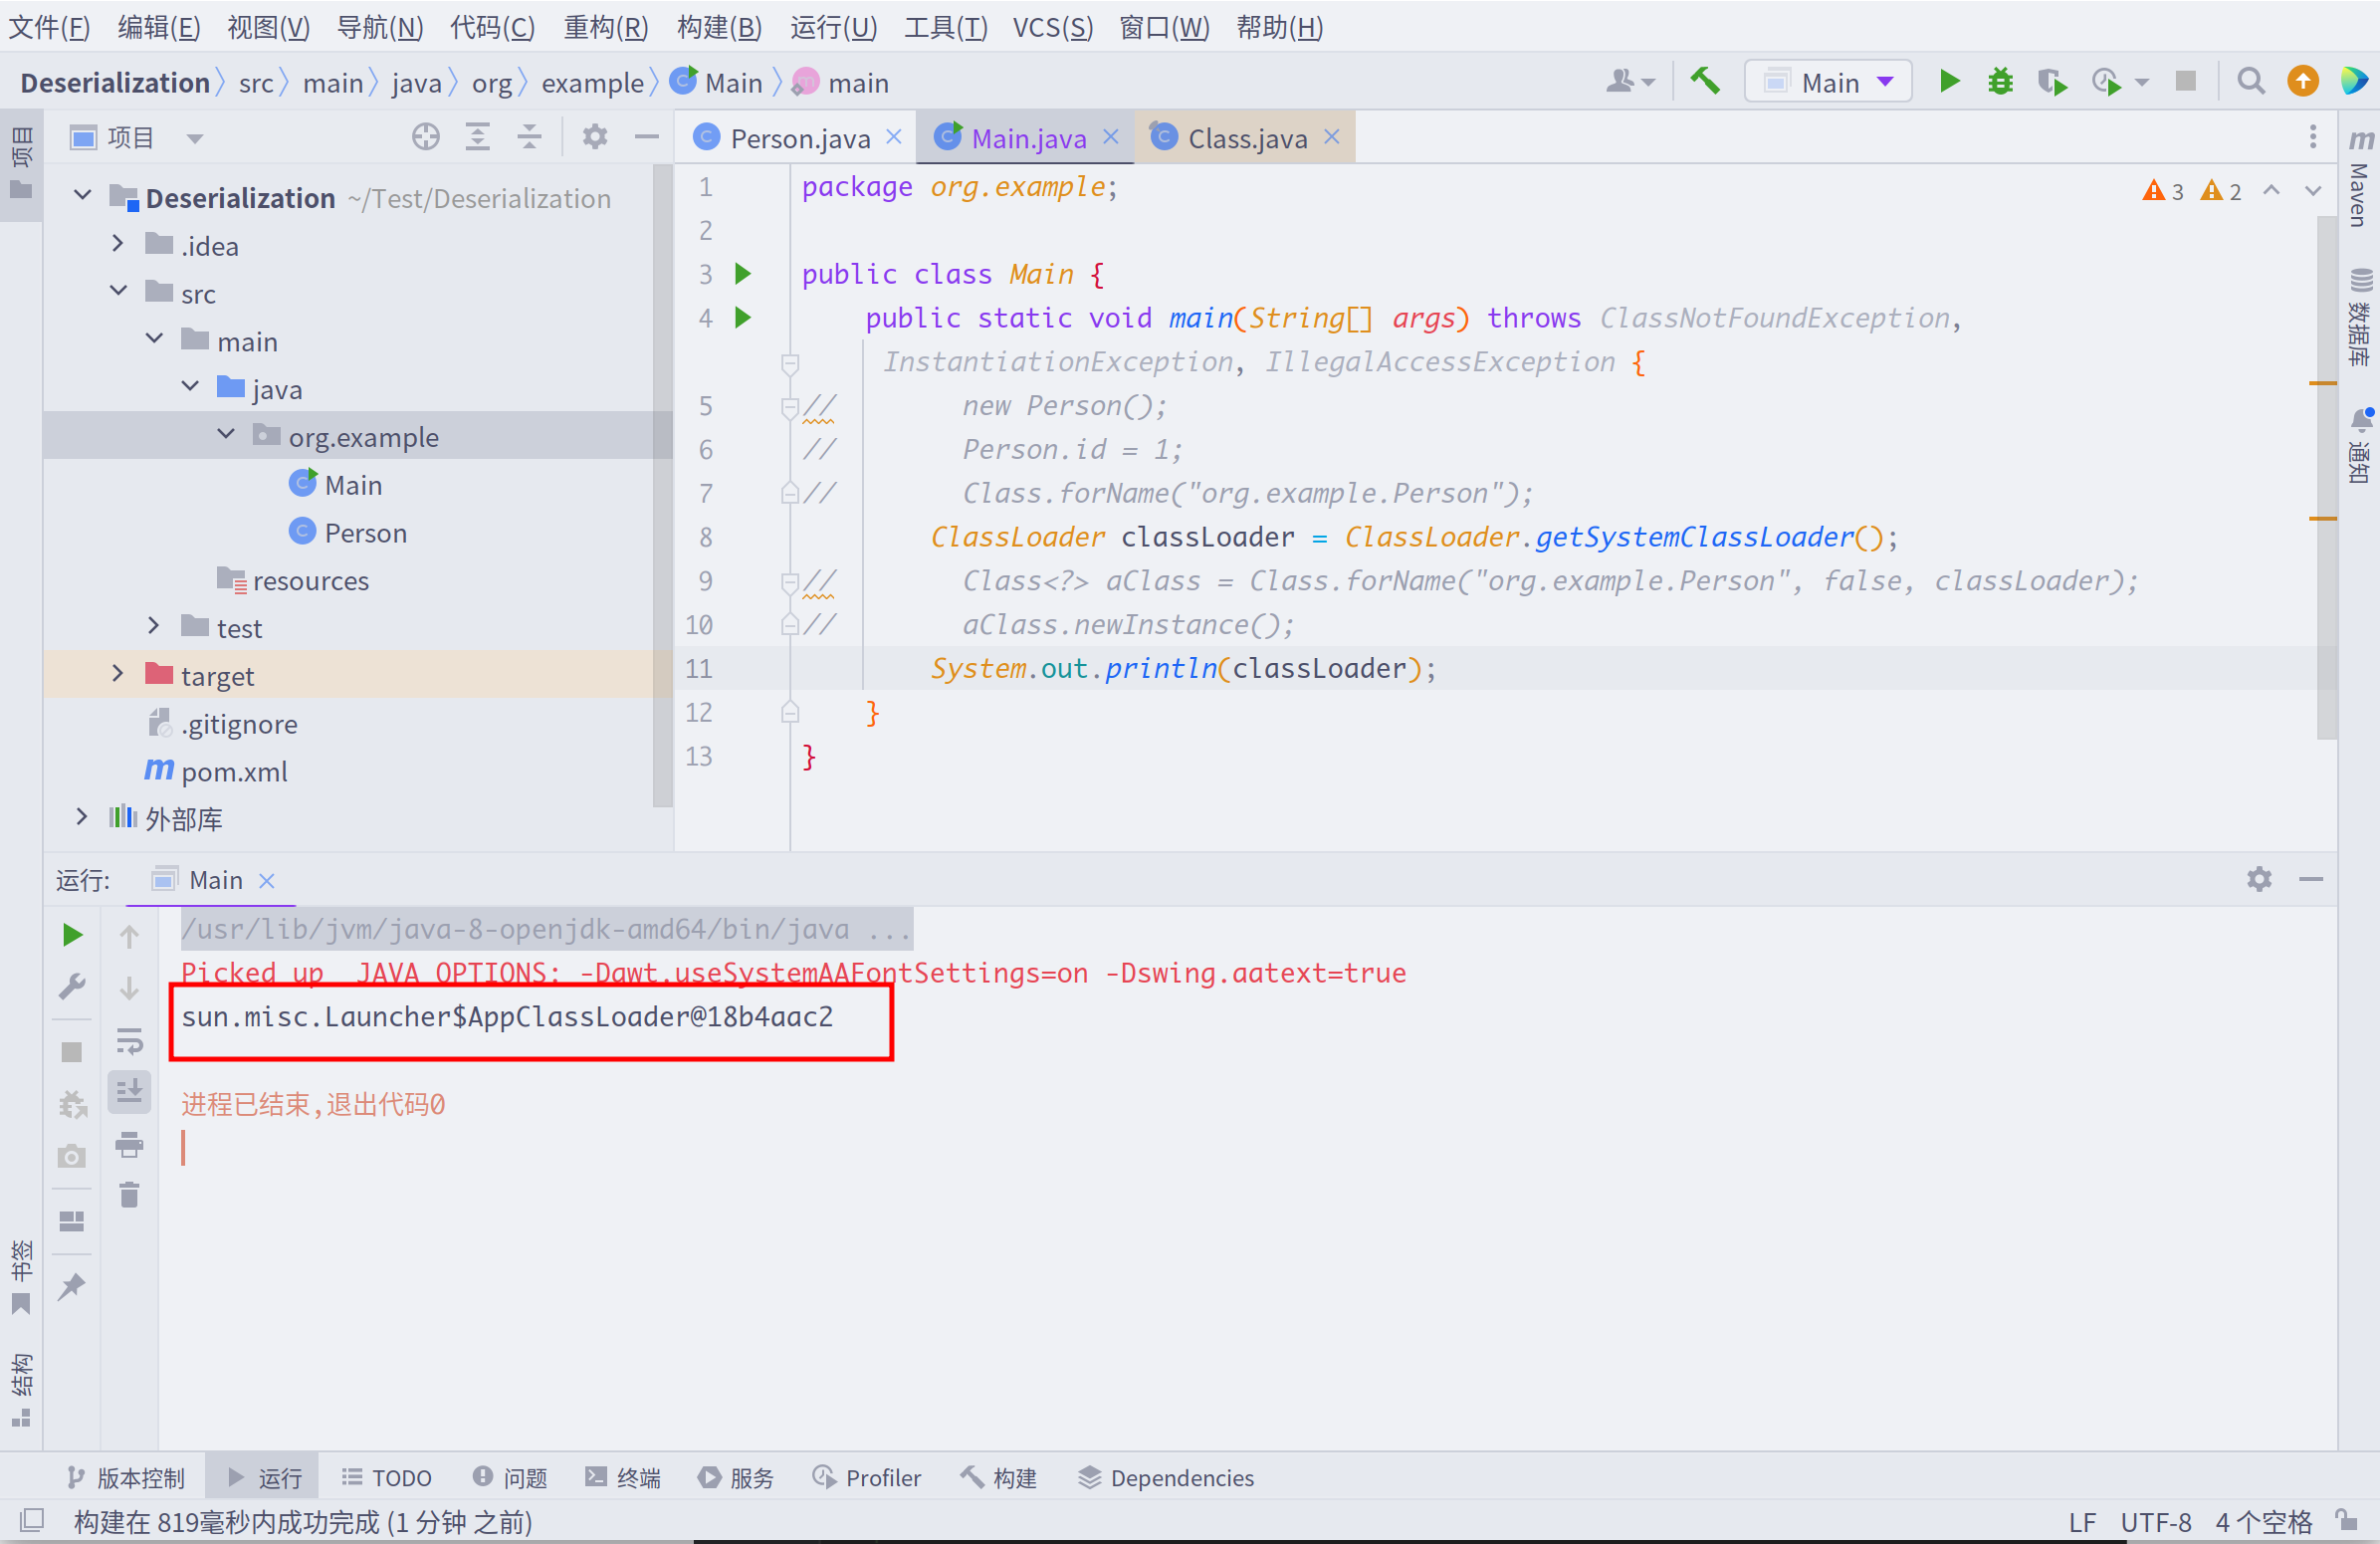 文件(F) 编辑(E) 视图(V) 导航(N) 代码(C) 重构(R) 构建(B) 运行(U) 工具(T) VCS(S) 窗口(W) 帮助(H)
Deserialization src main java org example Main main
Main
项目
项目
Person.java Main.java Class.java
Deserialization ~/Test/Deserialization
.idea
src
main
java
org.example
Main
Person
resources
test
target
.gitignore
pom.xml
外部库
3 2
1 package org.example;
2
3 public class Main {
4 public static void main(String[] args) throws ClassNotFoundException,
InstantiationException, IllegalAccessException {
5 // new Person();
6 // Person.id = 1;
7 // Class.forName("org.example.Person");
8 ClassLoader classLoader = ClassLoader.getSystemClassLoader();
9 // Class<?> aClass = Class.forName("org.example.Person", false, classLoader);
10 // aClass.newInstance();
11 System.out.println(classLoader);
12 }
13 }
m
Maven
数据库
通知
运行: Main
/usr/lib/jvm/java-8-openjdk-amd64/bin/java ...
Picked up _JAVA_OPTIONS: -Dawt.useSystemAAFontSettings=on -Dswing.aatext=true
sun.misc.Launcher$AppClassLoader@18b4aac2
进程已结束,退出代码0
书签
结构
版本控制 运行 TODO 问题 终端 服务 Profiler 构建 Dependencies
构建在 819毫秒内成功完成 (1 分钟 之前) LF UTF-8 4 个空格